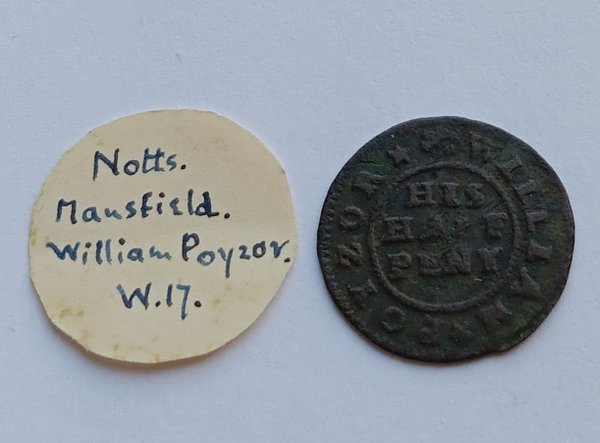 Notts.
Mansfield.
William Poyzor.
W.17.
WILLIAM POYZOR
HIS
HALF
PENY